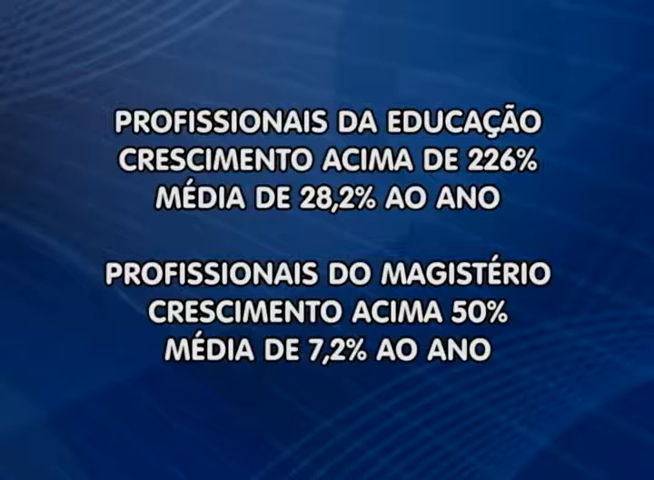 PROFISSIONAIS DA EDUCAÇÃO
CRESCIMENTO ACIMA DE 226%
MÉDIA DE 28,2% AO ANO
PROFISSIONAIS DO MAGISTÉRIO
CRESCIMENTO ACIMA 50%
MÉDIA DE 7,2% AO ANO